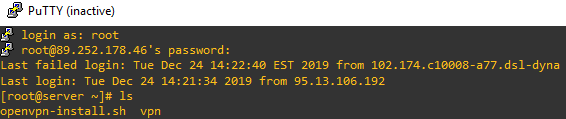 PuTTY (inactive)
login as: root
root@89.252.178.46's password:
Last failed login: Tue Dec 24 14:22:40 EST 2019 from 102.174.c10008-a77.dsl-dyna
Last login: Tue Dec 24 14:21:34 2019 from 95.13.106.192
[root@server ~]# ls
openvpn-install.sh  vpn